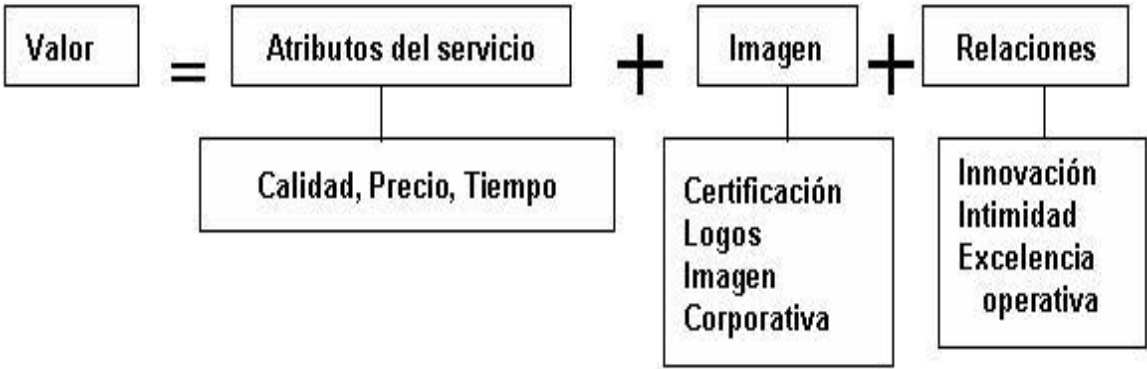 Valor = Atributos del servicio + Imagen + Relaciones
Calidad, Precio, Tiempo
Certificación
Logos
Imagen
Corporativa
Innovación
Intimidad
Excelencia
operativa